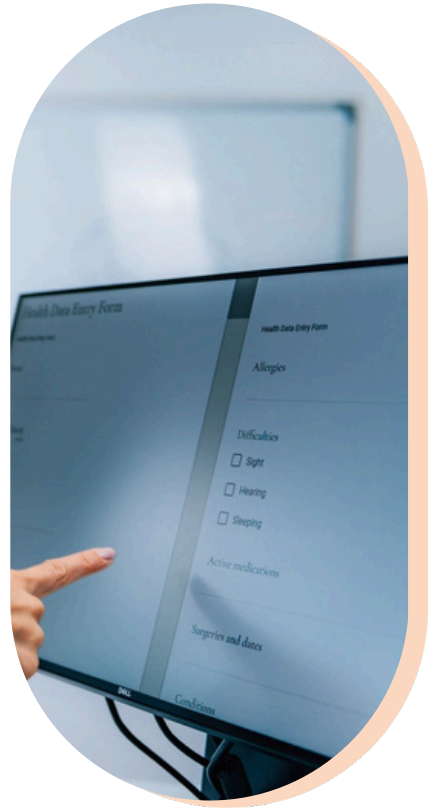 Health Data Entry Form
Health Data Entry Form
Allergies
Difficulties
Sight
Hearing
Sleeping
Active medications
Surgeries and dates
Conditions
DELL